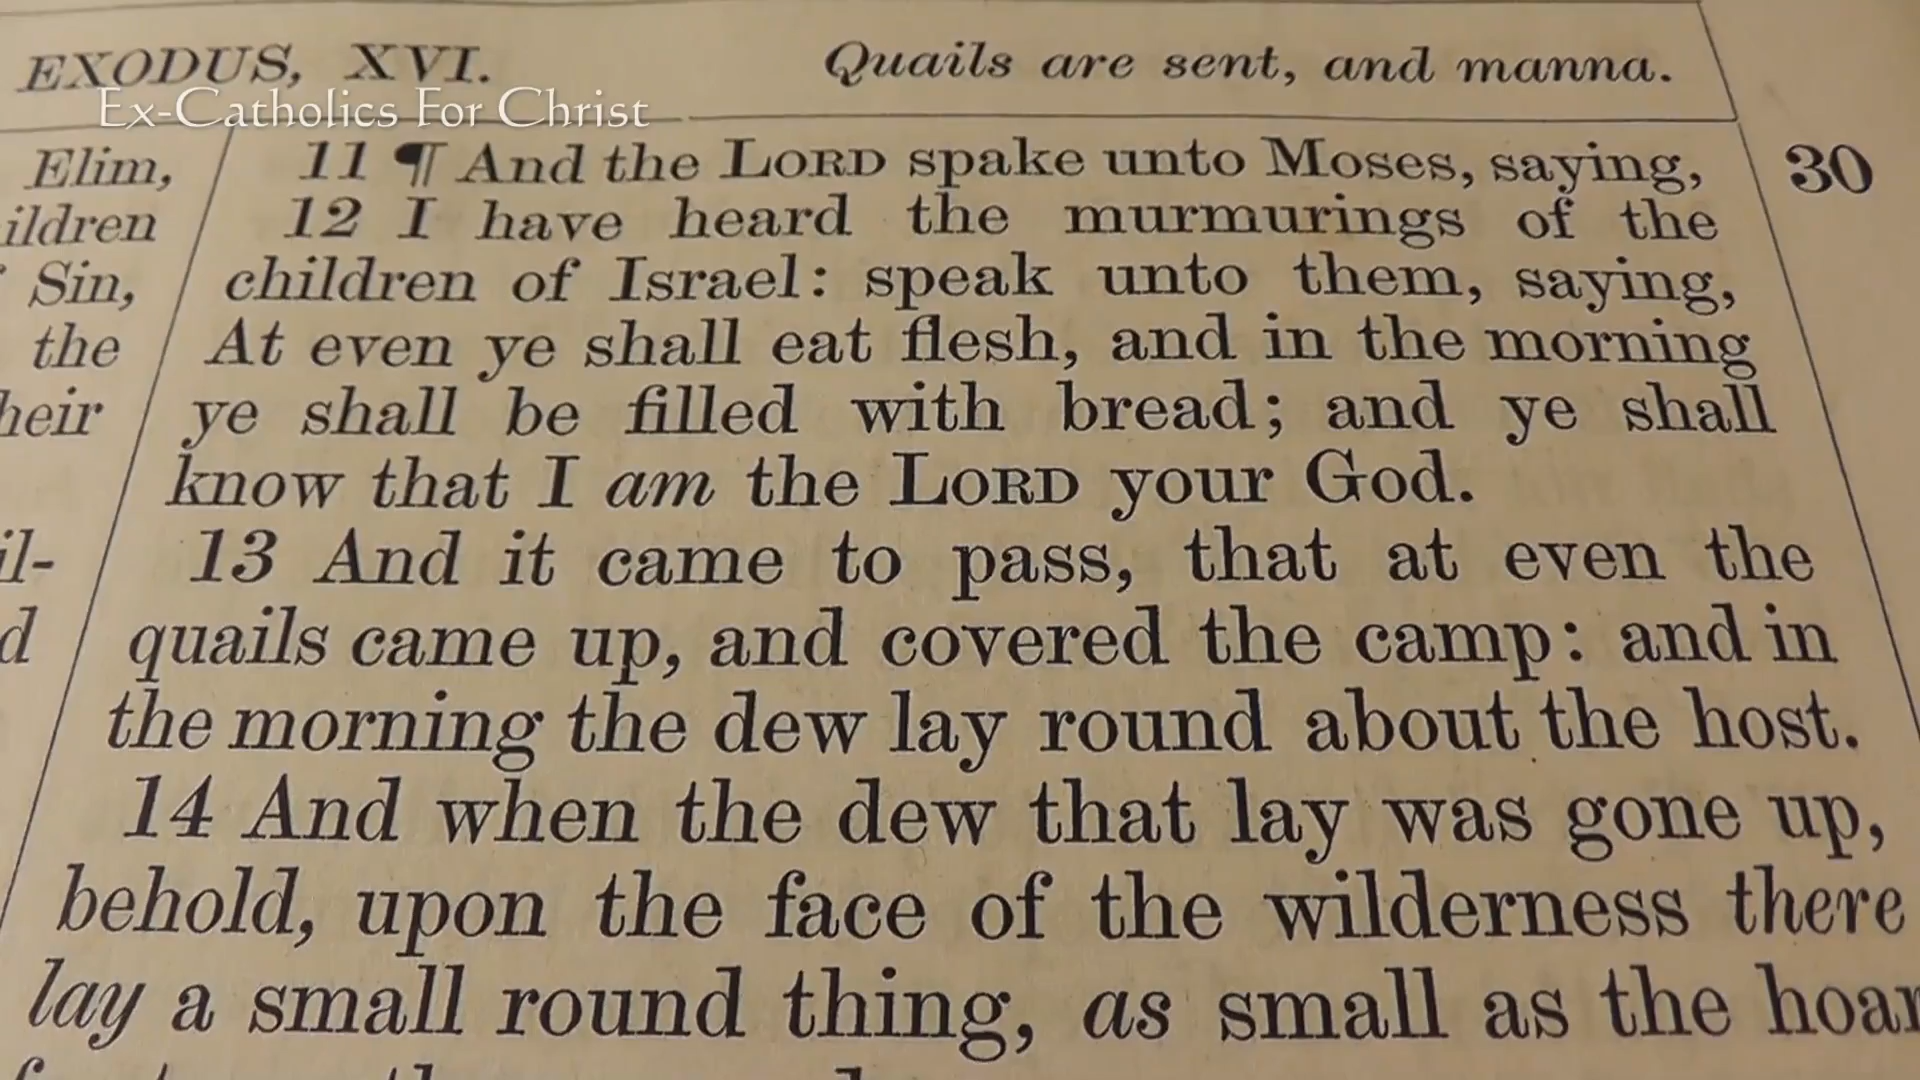 EXODUS, XVI.
Quails are sent, and manna.
Ex-Catholics For Christ
Elim,
ildren
Sin,
the
heir
il-
d
11 ¶ And the LORD spake unto Moses, saying,
12 I have heard the murmurings of the
children of Israel: speak unto them, saying,
At even ye shall eat flesh, and in the morning
ye shall be filled with bread; and ye shall
know that I am the LORD your God.
13 And it came to pass, that at even the
quails came up, and covered the camp: and in
the morning the dew lay round about the host.
14 And when the dew that lay was gone up,
behold, upon the face of the wilderness there
lay a small round thing, as small as the hoar
30